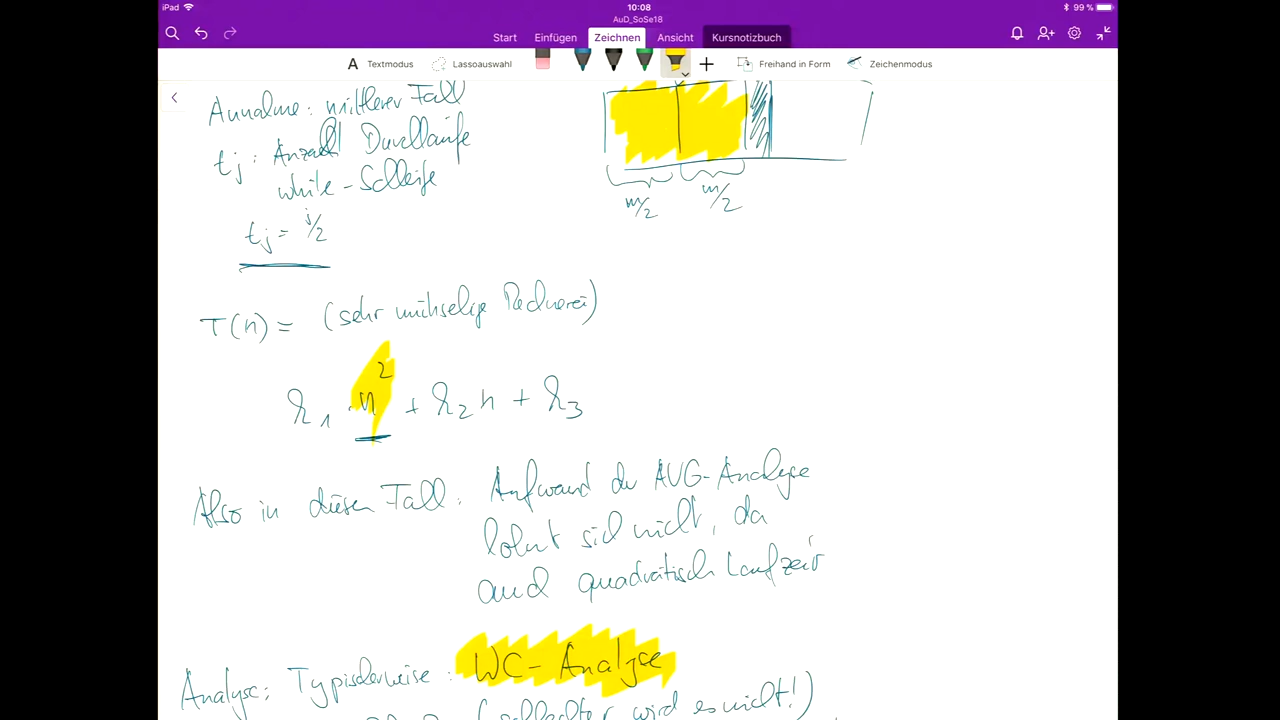 iPad
10:08
99 %
AuD_SoSe18
Start Einfügen Zeichnen Ansicht Kursnotizbuch
Textmodus Lassoauswahl Freihand in Form Zeichenmodus
Annahme: mittlerer Fall
tj : Anzahl Durchläufe
while-Schleife
tj = j/2
m/2 m/2
T(n) = (sehr mühselige Rechnerei)
k1 · n² + k2 n + k3
Also in diesem Fall: Aufwand der AVG-Analyse
lohnt sich nicht, da
auch quadratisch Laufzeit
Analyse: Typischerweise: WC-Analyse
(schlechter wird es nicht!)